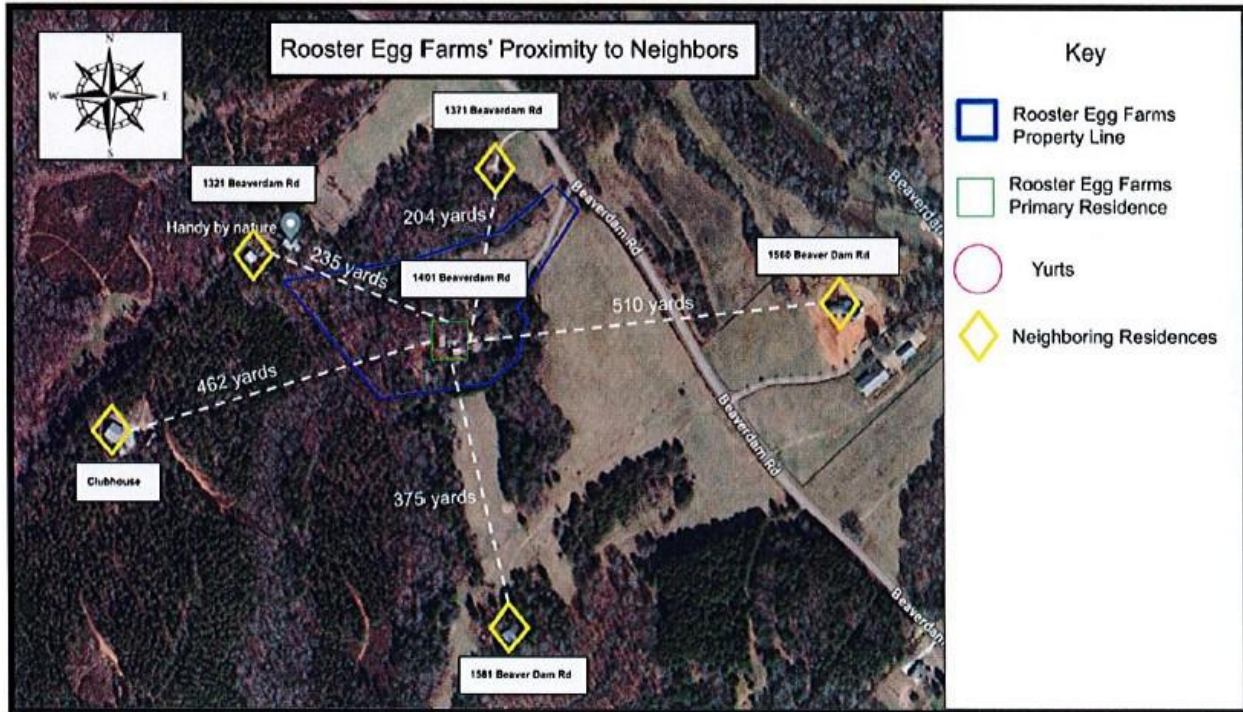 Rooster Egg Farms' Proximity to Neighbors
N
W
E
S
1371 Beaverdam Rd
1321 Beaverdam Rd
Handy by nature
204 yards
235 yards
1401 Beaverdam Rd
Beaverdam Rd
Beaverdam
1560 Beaver Dam Rd
510 yards
462 yards
Clubhouse
Beaverdam Rd
375 yards
1581 Beaver Dam Rd
Beaverdam
Key
Rooster Egg Farms
Property Line
Rooster Egg Farms
Primary Residence
Yurts
Neighboring Residences